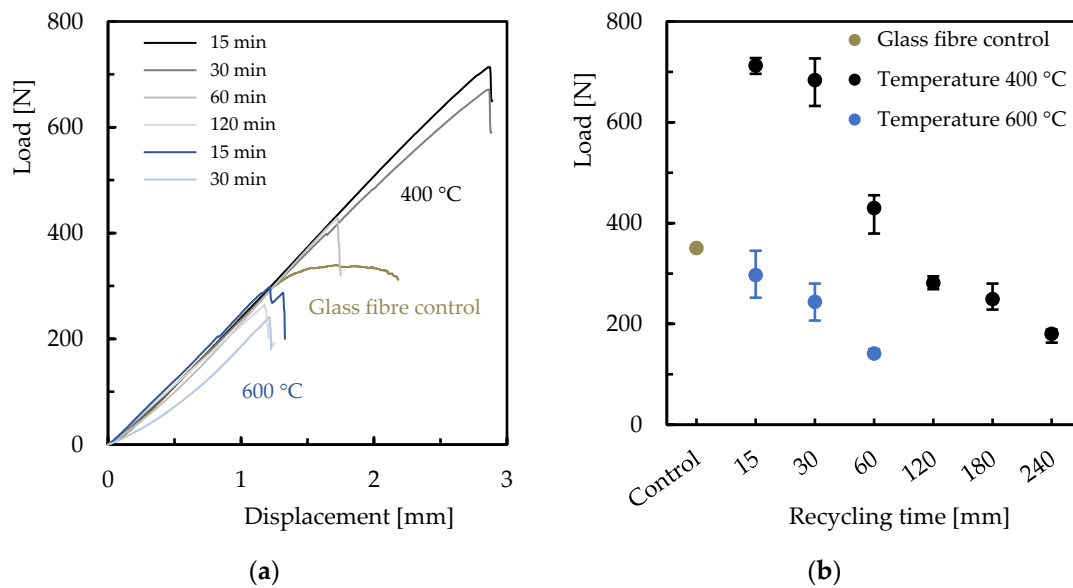 Load [N]
800
600
400
200
0
0
1
2
3
Displacement [mm]
15 min
30 min
60 min
120 min
15 min
30 min
400 °C
Glass fibre control
600 °C
(a)
Load [N]
800
600
400
200
0
Control
15
30
60
120
180
240
Recycling time [mm]
Glass fibre control
Temperature 400 °C
Temperature 600 °C
(b)